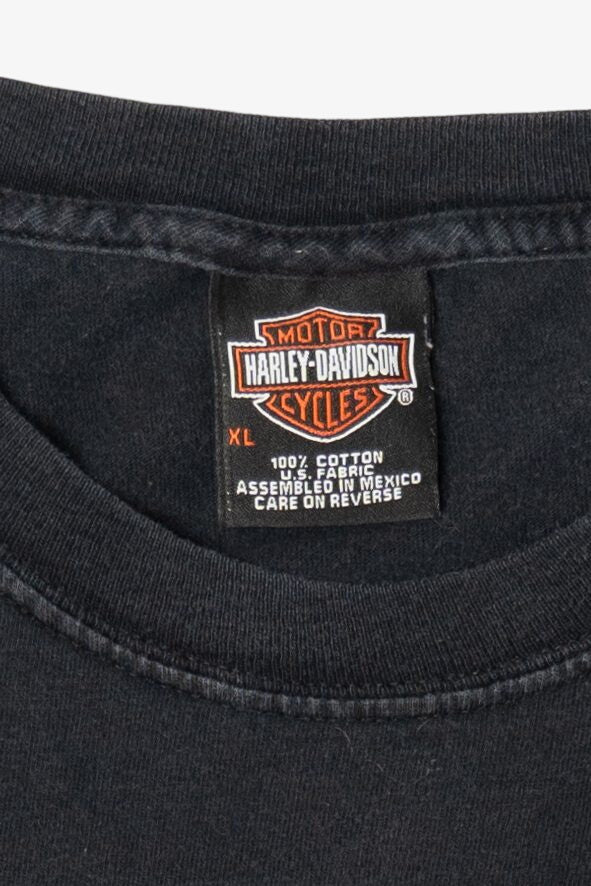 MOTOR
HARLEY-DAVIDSON
CYCLES
®
XL
100% COTTON
U.S. FABRIC
ASSEMBLED IN MEXICO
CARE ON REVERSE